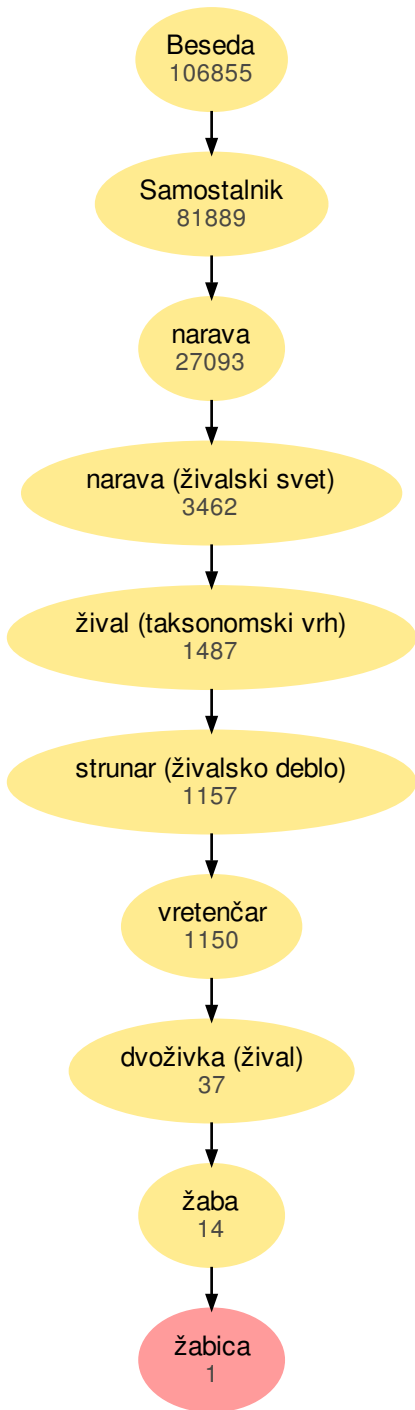 Beseda
106855
Samostalnik
81889
narava
27093
narava (živalski svet)
3462
žival (taksonomski vrh)
1487
strunar (živalsko deblo)
1157
vretenčar
1150
dvoživka (žival)
37
žaba
14
žabica
1